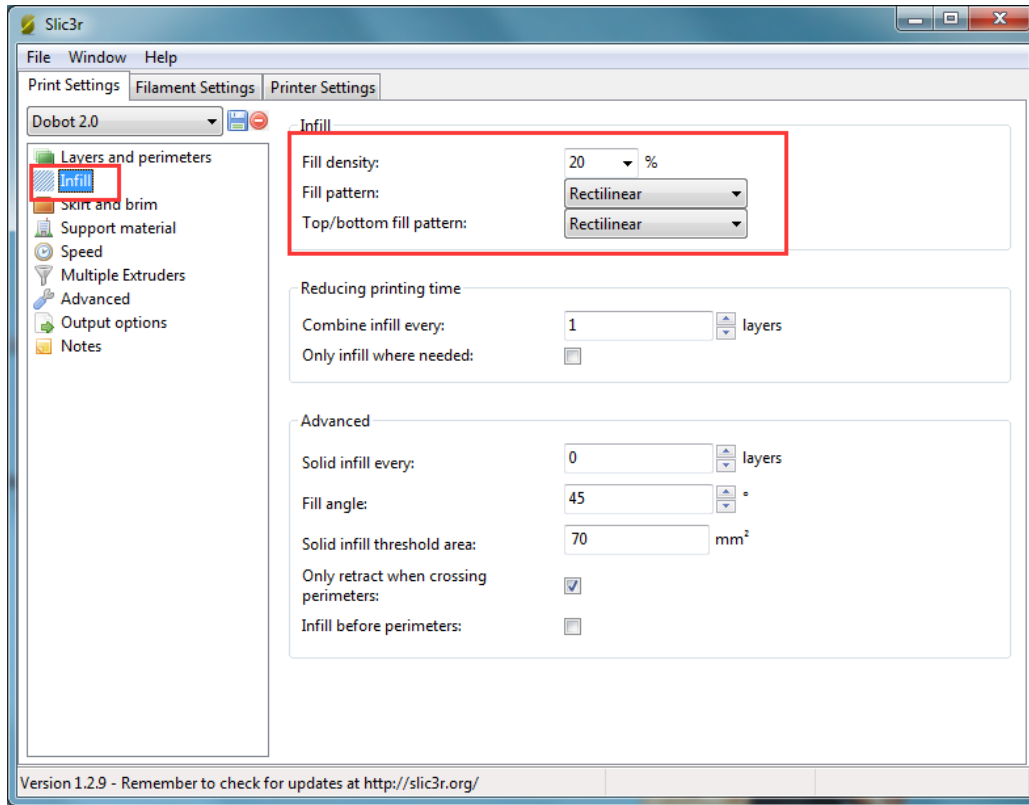 Slic3r
File Window Help
Print Settings Filament Settings Printer Settings
Dobot 2.0
Layers and perimeters
Infill
Skirt and brim
Support material
Speed
Multiple Extruders
Advanced
Output options
Notes
Infill
Fill density: 20 %
Fill pattern: Rectilinear
Top/bottom fill pattern: Rectilinear
Reducing printing time
Combine infill every: 1 layers
Only infill where needed:
Advanced
Solid infill every: 0 layers
Fill angle: 45 °
Solid infill threshold area: 70 mm²
Only retract when crossing
perimeters:
Infill before perimeters:
Version 1.2.9 - Remember to check for updates at http://slic3r.org/